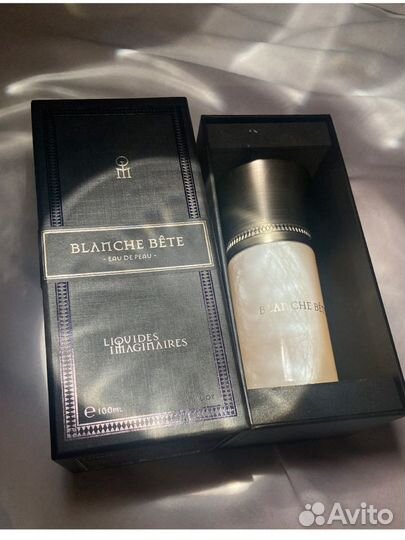 BLANCHE BÊTE
- EAU DE PEAU -
LIQUIDES
IMAGINAIRES
e 100ML
BLANCHE BÊTE
Avito